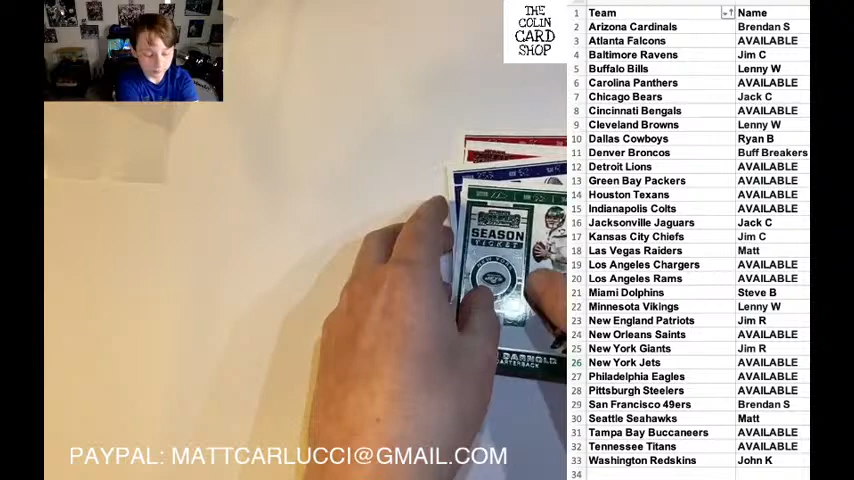 THE
COLIN
CARD
SHOP
1 Team Name
2 Arizona Cardinals Brendan S
3 Atlanta Falcons AVAILABLE
4 Baltimore Ravens Jim C
5 Buffalo Bills Lenny W
6 Carolina Panthers AVAILABLE
7 Chicago Bears Jack C
8 Cincinnati Bengals AVAILABLE
9 Cleveland Browns Lenny W
10 Dallas Cowboys Ryan B
11 Denver Broncos Buff Breakers
12 Detroit Lions AVAILABLE
13 Green Bay Packers AVAILABLE
14 Houston Texans AVAILABLE
15 Indianapolis Colts AVAILABLE
16 Jacksonville Jaguars Jack C
17 Kansas City Chiefs Jim C
18 Las Vegas Raiders Matt
19 Los Angeles Chargers AVAILABLE
20 Los Angeles Rams AVAILABLE
21 Miami Dolphins Steve B
22 Minnesota Vikings Lenny W
23 New England Patriots Jim R
24 New Orleans Saints AVAILABLE
25 New York Giants Jim R
26 New York Jets AVAILABLE
27 Philadelphia Eagles AVAILABLE
28 Pittsburgh Steelers AVAILABLE
29 San Francisco 49ers Brendan S
30 Seattle Seahawks Matt
31 Tampa Bay Buccaneers AVAILABLE
32 Tennessee Titans AVAILABLE
33 Washington Redskins John K
34
SEASON
TICKET
NEW YORK
DARNOLD
PAYPAL: MATTCARLUCCI@GMAIL.COM